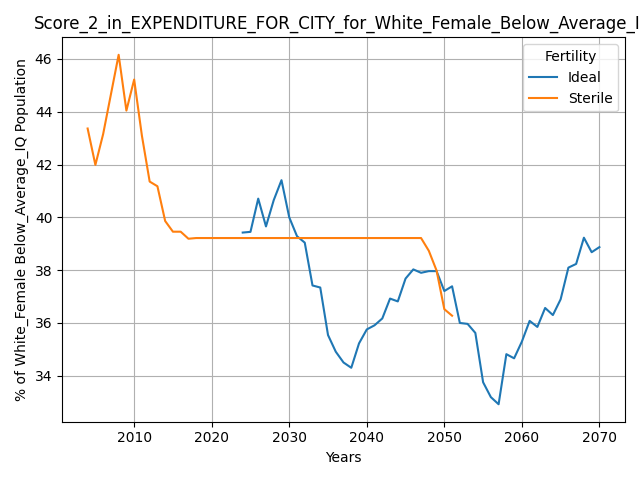 Score_2_in_EXPENDITURE_FOR_CITY_for_White_Female_Below_Average_I
% of White_Female Below_Average_IQ Population
Fertility
Ideal
Sterile
46
44
42
40
38
36
34
2010
2020
2030
2040
2050
2060
2070
Years